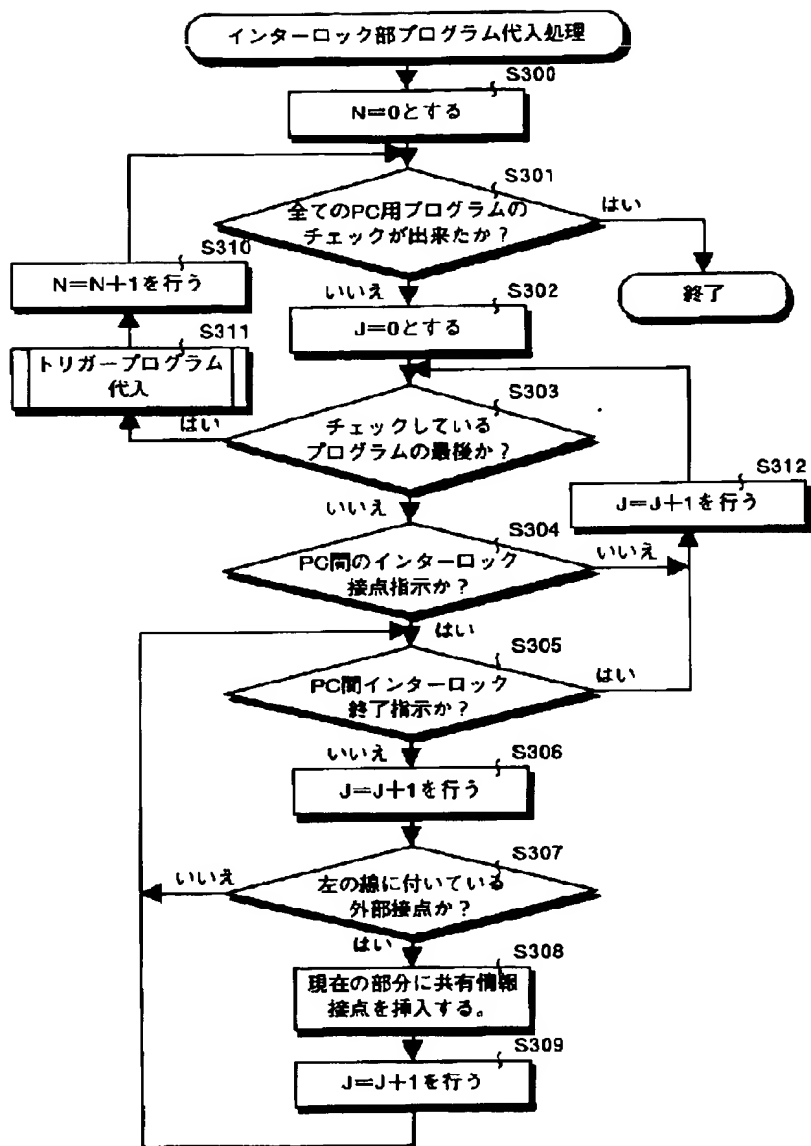 インターロック部プログラム代入処理
S300
N=0とする
S301
全てのPC用プログラムの
チェックが出来たか?
はい
終了
いいえ
S302
J=0とする
S310
N=N+1を行う
S311
トリガープログラム
代入
はい
S303
チェックしている
プログラムの最後か?
いいえ
S312
J=J+1を行う
S304
PC間のインターロック
接点指示か?
いいえ
はい
S305
PC間インターロック
終了指示か?
はい
いいえ
S306
J=J+1を行う
S307
左の線に付いている
外部接点か?
いいえ
はい
S308
現在の部分に共有情報
接点を挿入する。
S309
J=J+1を行う